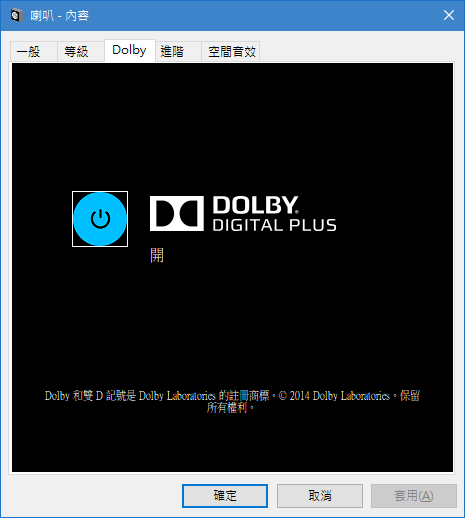 喇叭 - 內容
一般 等級 Dolby 進階 空間音效
DOLBY®
DIGITAL PLUS
開
Dolby 和雙 D 記號是 Dolby Laboratories 的註冊商標。© 2014 Dolby Laboratories。保留
所有權利。
確定 取消 套用(A)